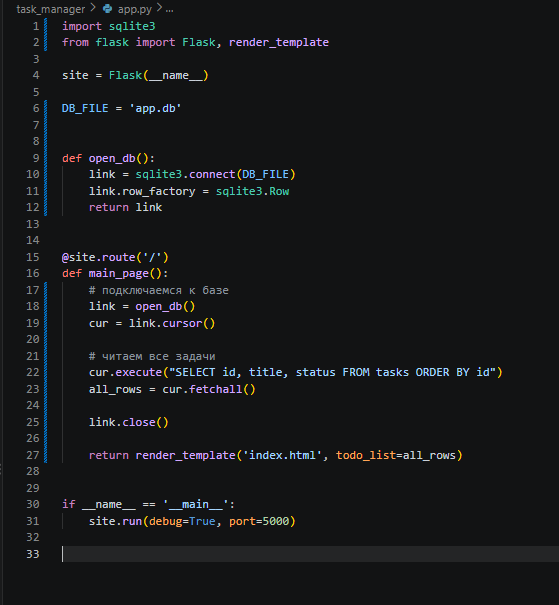 task_manager > app.py > ...
1 import sqlite3
2 from flask import Flask, render_template
3
4 site = Flask(__name__)
5
6 DB_FILE = 'app.db'
7
8
9 def open_db():
10     link = sqlite3.connect(DB_FILE)
11     link.row_factory = sqlite3.Row
12     return link
13
14
15 @site.route('/')
16 def main_page():
17     # подключаемся к базе
18     link = open_db()
19     cur = link.cursor()
20
21     # читаем все задачи
22     cur.execute("SELECT id, title, status FROM tasks ORDER BY id")
23     all_rows = cur.fetchall()
24
25     link.close()
26
27     return render_template('index.html', todo_list=all_rows)
28
29
30 if __name__ == '__main__':
31     site.run(debug=True, port=5000)
32
33